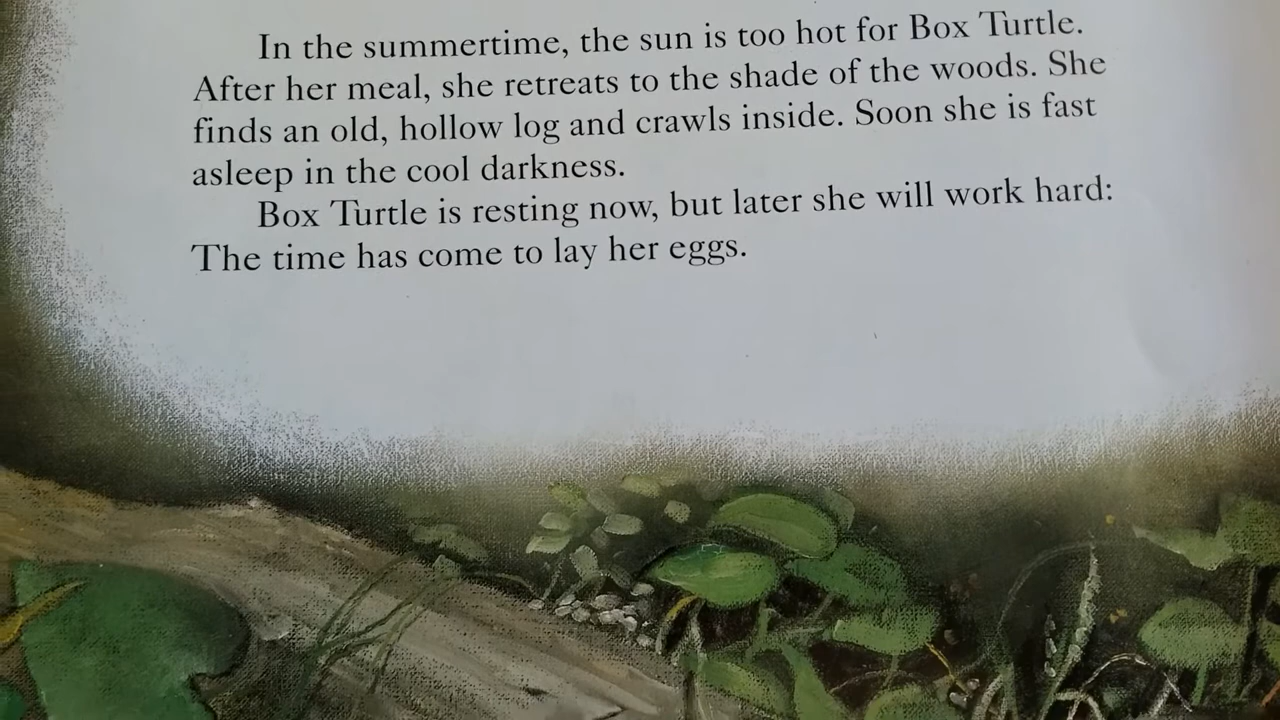 In the summertime, the sun is too hot for Box Turtle.
After her meal, she retreats to the shade of the woods. She
finds an old, hollow log and crawls inside. Soon she is fast
asleep in the cool darkness.
Box Turtle is resting now, but later she will work hard:
The time has come to lay her eggs.